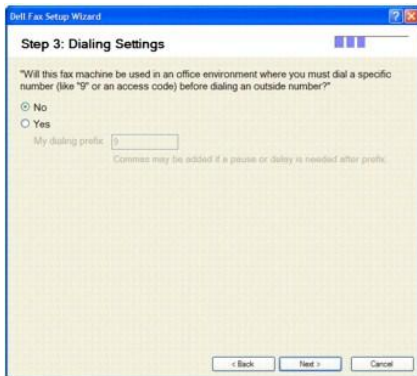 Dell Fax Setup Wizard
Step 3: Dialing Settings
"Will this fax machine be used in an office environment where you must dial a specific
number (like "9" or an access code) before dialing an outside number?"
No
Yes
My dialing prefix: 9
Commas may be added if a pause or delay is needed after prefix.
< Back Next > Cancel